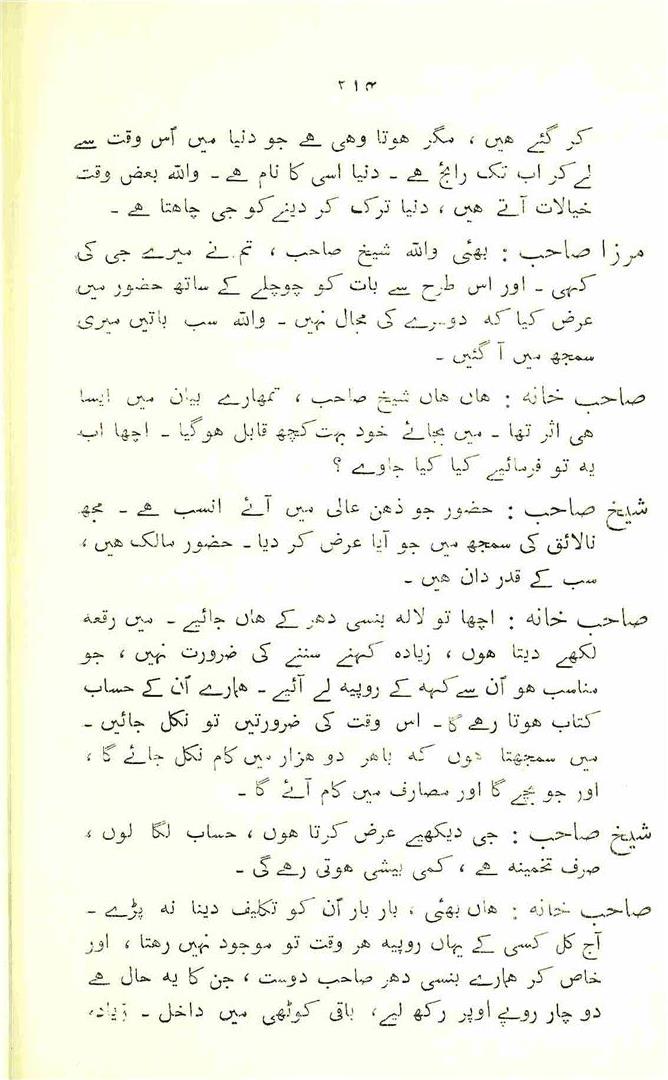 ۲۱۴
کر گئے ہیں ، مگر ہوتا وہی ہے جو دنیا میں اُس وقت سے
لے کر اب تک رائج ہے ۔ دنیا اسی کا نام ہے ۔ واللہ بعض وقت
خیالات آتے ہیں ، دنیا ترک کر دینے کو جی چاہتا ہے ۔
مرزا صاحب : بھئی واللہ شیخ صاحب ، تم نے میرے جی کی
کہی ۔ اور اس طرح سے بات کو چوچلے کے ساتھ حضور میں
عرض کیا کہ دوسرے کی مجال نہیں ۔ واللہ سب باتیں میری
سمجھ میں آ گئیں ۔
صاحب خانہ : ہاں ہاں شیخ صاحب ، تمھارے بیان میں ایسا
ہی اثر تھا ۔ میں بجائے خود بہت کچھ قابل ہوگیا ۔ اچھا اب
یہ تو فرمائیے کیا کیا جاوے ؟
شیخ صاحب : حضور جو ذہن عالی میں آئے انسب ہے ۔ مجھ
نالائق کی سمجھ میں جو آیا عرض کر دیا ۔ حضور مالک ہیں ،
سب کے قدر دان ہیں ۔
صاحب خانہ : اچھا تو لالہ بنسی دھر کے ہاں جائیے ۔ میں رقعہ
لکھے دیتا ہوں ، زیادہ کہنے سننے کی ضرورت نہیں ، جو
مناسب ہو اُن سے کہہ کے روپیہ لے آئیے ۔ ہمارے اُن کے حساب
کتاب ہوتا رہے گا ۔ اس وقت کی ضرورتیں تو نکل جائیں ۔
میں سمجھتا ہوں کہ باہر دو ہزار میں کام نکل جائے گا ،
اور جو بچے گا اور مصارف میں کام آئے گا ۔
شیخ صاحب : جی دیکھیے عرض کرتا ہوں ، حساب لگا لوں ،
صرف تخمینہ ہے ، کمی بیشی ہوتی رہے گی ۔
صاحب خانہ : ہاں بھئی ، بار بار اُن کو تکلیف دینا نہ پڑے ۔
آج کل کسی کے یہاں روپیہ ہر وقت تو موجود نہیں رہتا ، اور
خاص کر ہمارے بنسی دھر صاحب دوست ، جن کا یہ حال ہے
دو چار روپے اوپر رکھ لیے، باقی کوٹھی میں داخل ۔ زیادہ